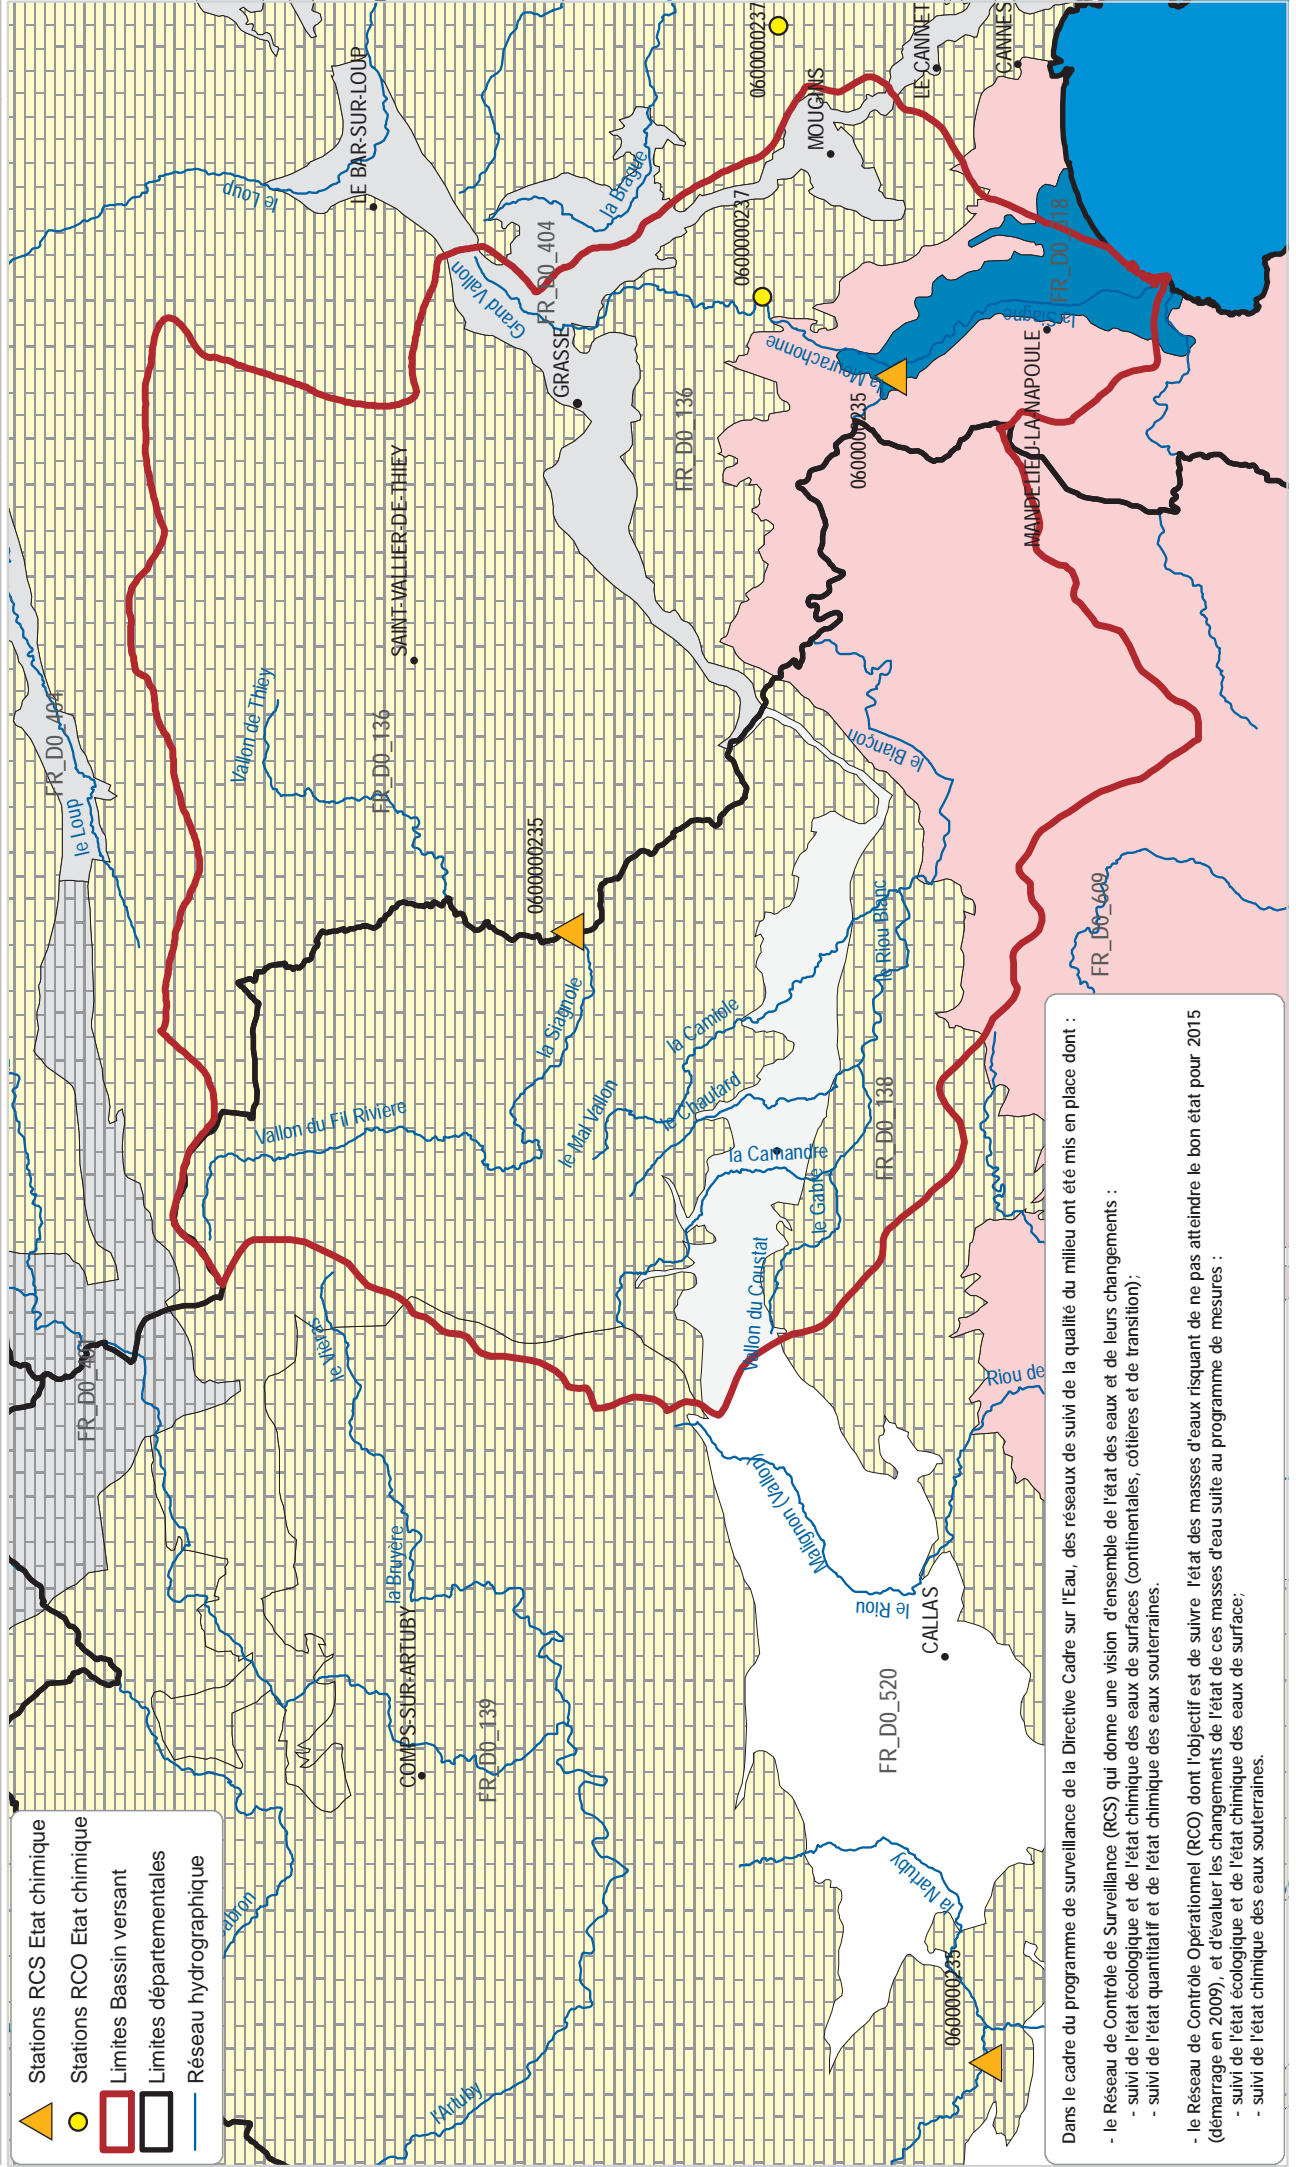 Stations RCS Etat chimique
Stations RCO Etat chimique
Limites Bassin versant
Limites départementales
Réseau hydrographique
le Loup
FR_D0_404
le Loup
LE BAR-SUR-LOUP
Vallon de Thiey
FR_D0_136
SAINT-VALLIER-DE-THIEY
Grand Vallon
GRASSE
FR_D0_404
la Brague
FR_D0_136
0600000237
0600000237
MOUGINS
LE CANNET
CANNES
la Mourachonne
0600000235
la Siagne
MANDELIEU-LA-NAPOULE
Vallon du Fil Rivière
0600000235
la Siagnole
le Mal Vallon
la Camiole
le Chautard
la Camandre
le Gabre
Vallon du Coustat
le Riou Blanc
le Biançon
FR_D0_138
FR_D0_609
la Vieras
la Bruyère
COMPS-SUR-ARTUBY
FR_D0_139
l'Artuby
Malignon (Vallon)
le Riou
CALLAS
FR_D0_520
Riou de
la Nartuby
0600000235
Dans le cadre du programme de surveillance de la Directive Cadre sur l'Eau, des réseaux de suivi de la qualité du milieu ont été mis en place dont :
- le Réseau de Contrôle de Surveillance (RCS) qui donne une vision d'ensemble de l'état des eaux et de leurs changements :
- suivi de l'état écologique et de l'état chimique des eaux de surfaces (continentales, côtières et de transition);
- suivi de l'état quantitatif et de l'état chimique des eaux souterraines.
- le Réseau de Contrôle Opérationnel (RCO) dont l'objectif est de suivre l'état des masses d'eaux risquant de ne pas atteindre le bon état pour 2015
(démarrage en 2009), et d'évaluer les changements de l'état de ces masses d'eau suite au programme de mesures :
- suivi de l'état écologique et de l'état chimique des eaux de surface;
- suivi de l'état chimique des eaux souterraines.